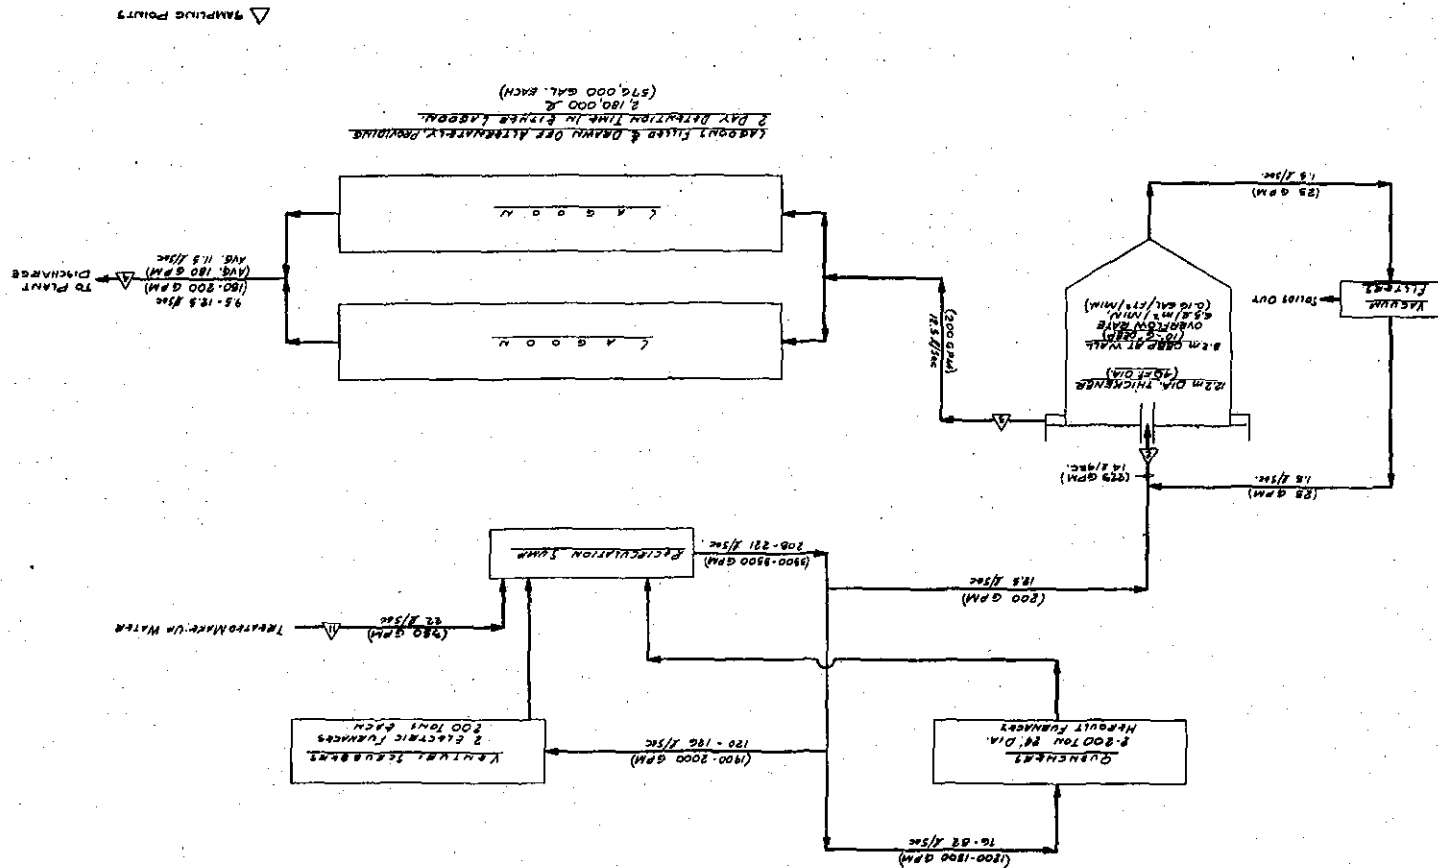 (1200-1300 GPM)
76-82 l/sec
QUENCHERS
2-200 TON 24' DIA.
HEROULT FURNACES
(1900-2000 GPM)
120-126 l/sec
VENTURI SCRUBBERS
2 ELECTRIC FURNACES
200 TONS EACH
(350 GPM)
22 l/sec
11
TREATED MAKE-UP WATER
(200 GPM)
12.5 l/sec
(3300-3500 GPM)
208-221 l/sec
RECIRCULATION SUMP
(25 GPM)
1.5 l/sec.
(225 GPM)
14 l/sec.
2
3
12.2 m DIA. THICKENER
(40 FT DIA)
3.2 m DEEP AT WALL
(10'-6" DEEP)
OVERFLOW RATE
6.5 l/m²/MIN.
(0.16 GAL/FT²/MIN)
VACUUM
FILTERS
SOLIDS OUT
(25 GPM)
1.5 l/sec.
(200 GPM)
12.5 l/sec
LAGOON
9.5-12.5 l/sec
(150-200 GPM)
(AVG. 180 GPM)
AVG. 11.5 l/sec
4
TO PLANT
DISCHARGE
LAGOON
LAGOONS FILLED & DRAWN OFF ALTERNATELY, PROVIDING
2 DAY DETENTION TIME IN EITHER LAGOON.
2,180,000 l
(576,000 GAL. EACH)
SAMPLING POINTS